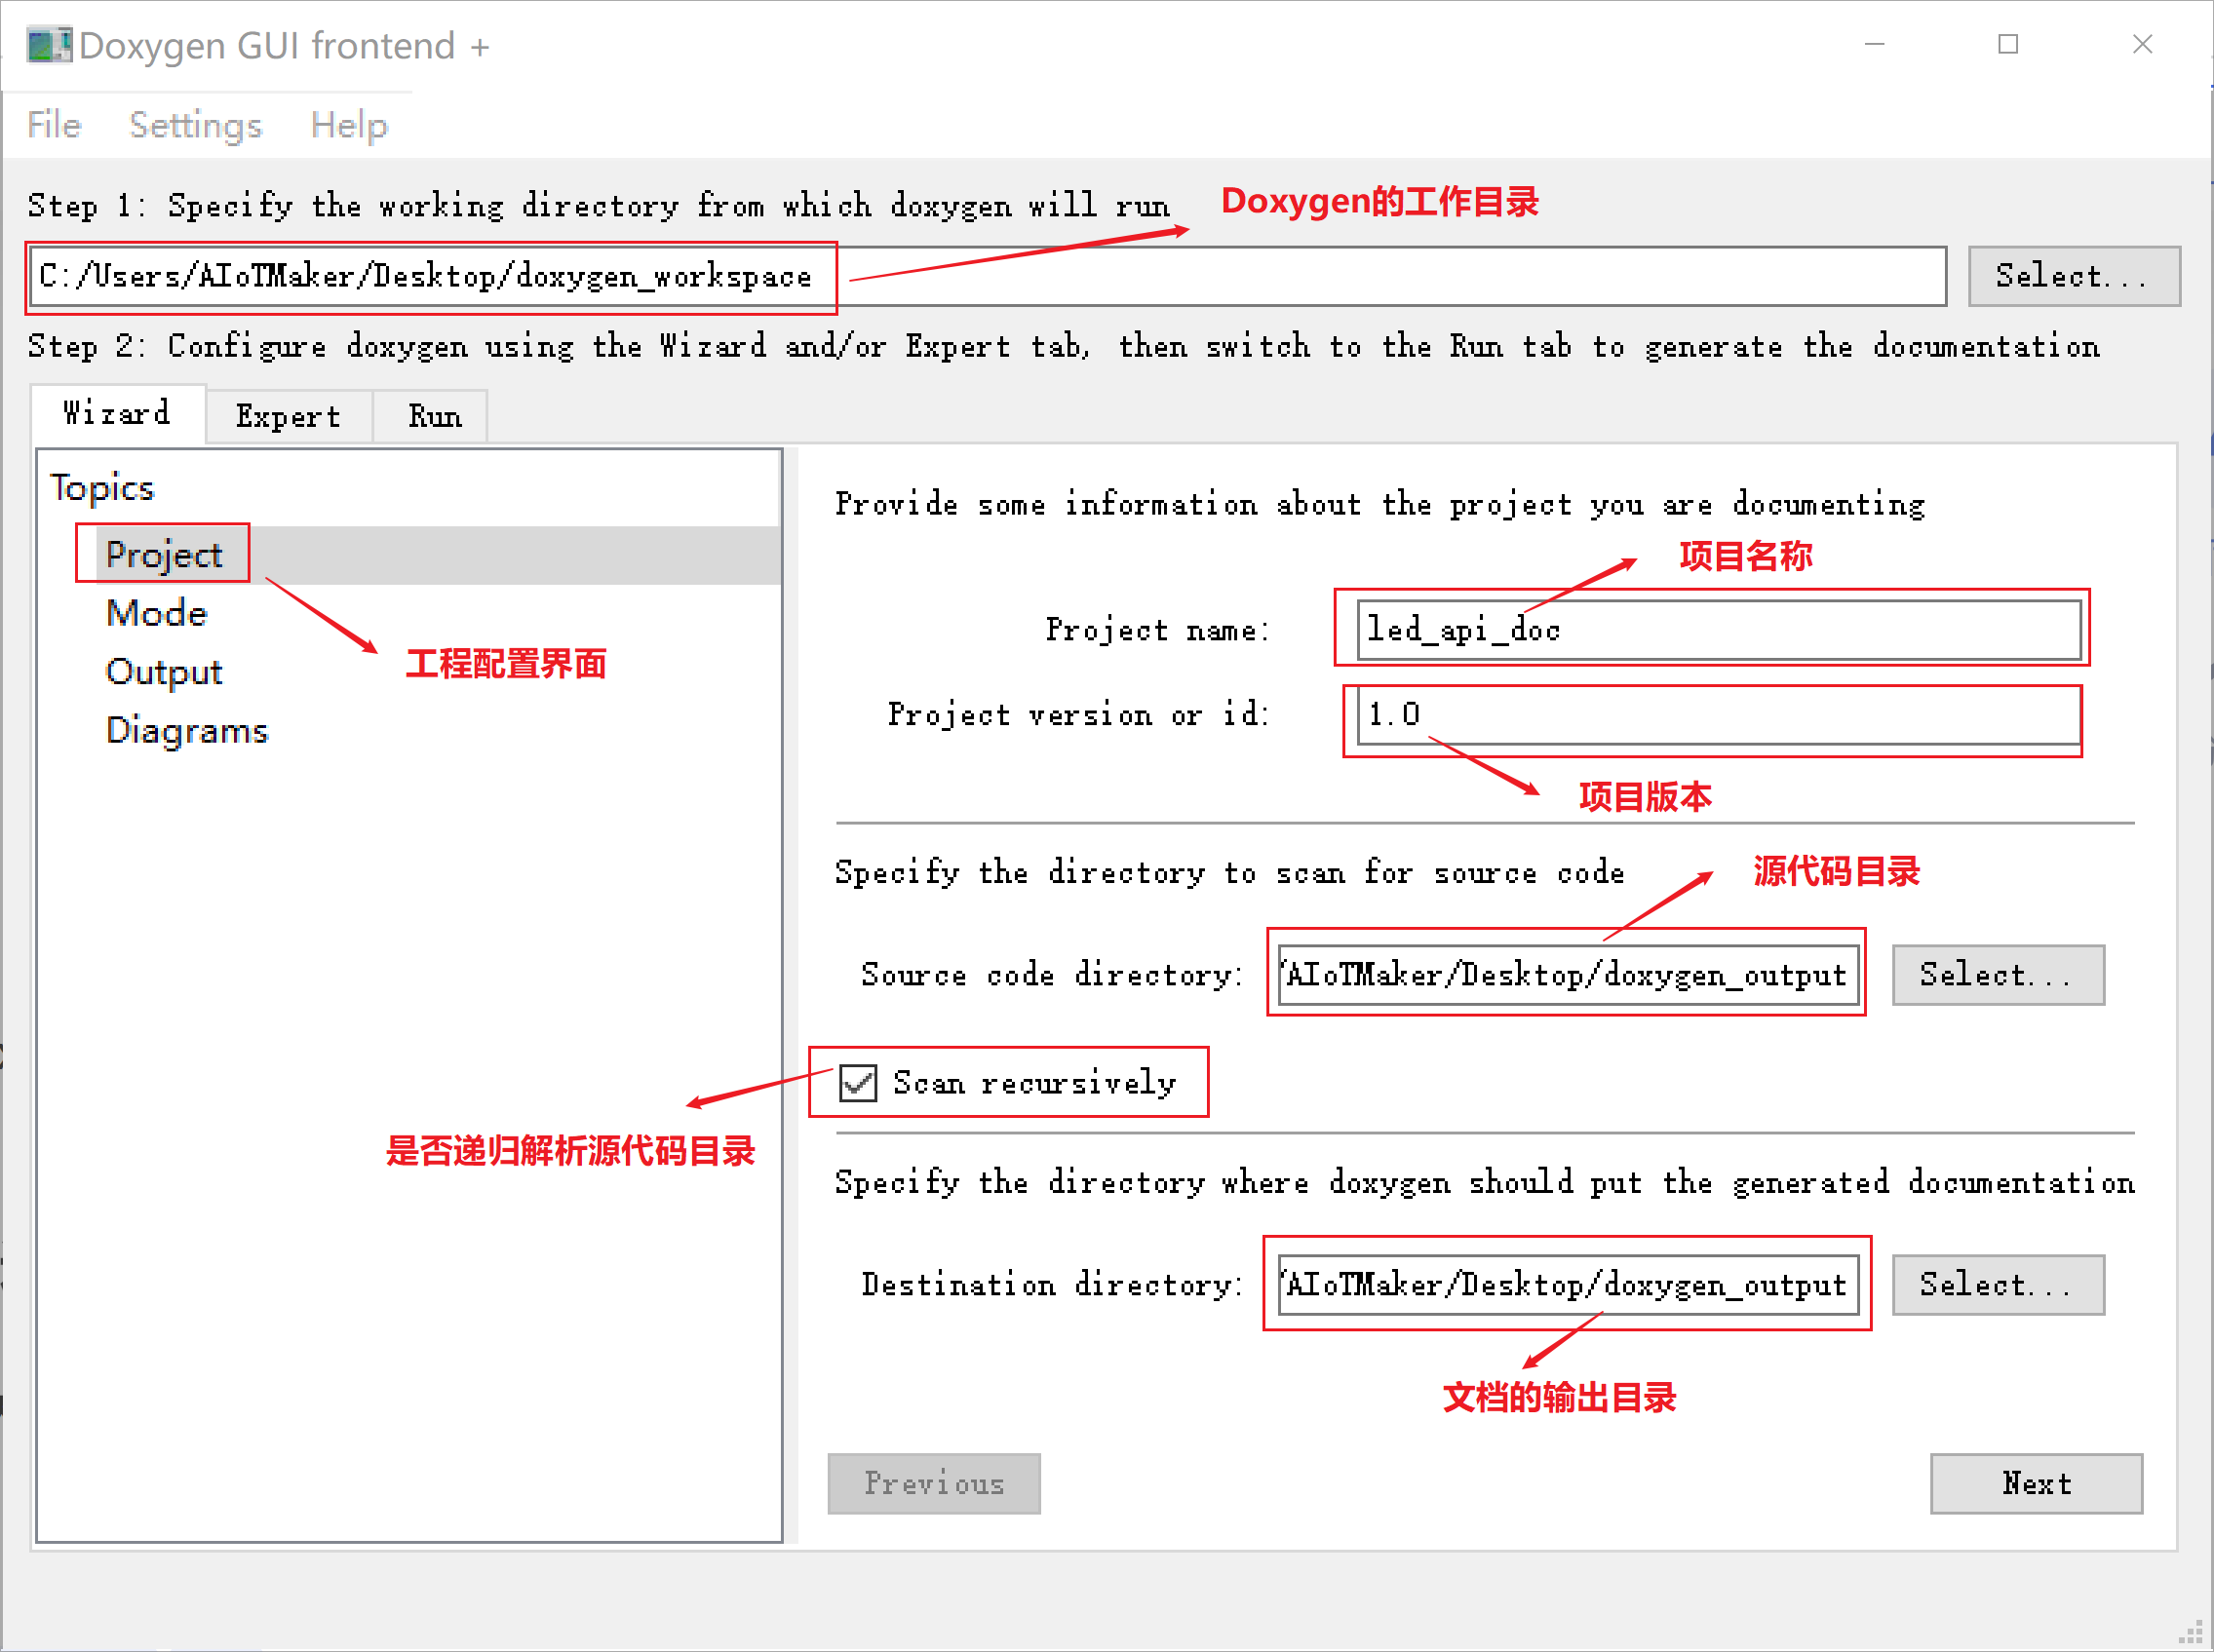 Doxygen GUI frontend +
File Settings Help
Step 1: Specify the working directory from which doxygen will run
Doxygen的工作目录
C:/Users/AIoTMaker/Desktop/doxygen_workspace
Select...
Step 2: Configure doxygen using the Wizard and/or Expert tab, then switch to the Run tab to generate the documentation
Wizard Expert Run
Topics
Project
Mode
Output
Diagrams
工程配置界面
Provide some information about the project you are documenting
项目名称
Project name: led_api_doc
Project version or id: 1.0
项目版本
Specify the directory to scan for source code
源代码目录
Source code directory: /AIoTMaker/Desktop/doxygen_output Select...
Scan recursively
是否递归解析源代码目录
Specify the directory where doxygen should put the generated documentation
Destination directory: /AIoTMaker/Desktop/doxygen_output Select...
文档的输出目录
Previous Next